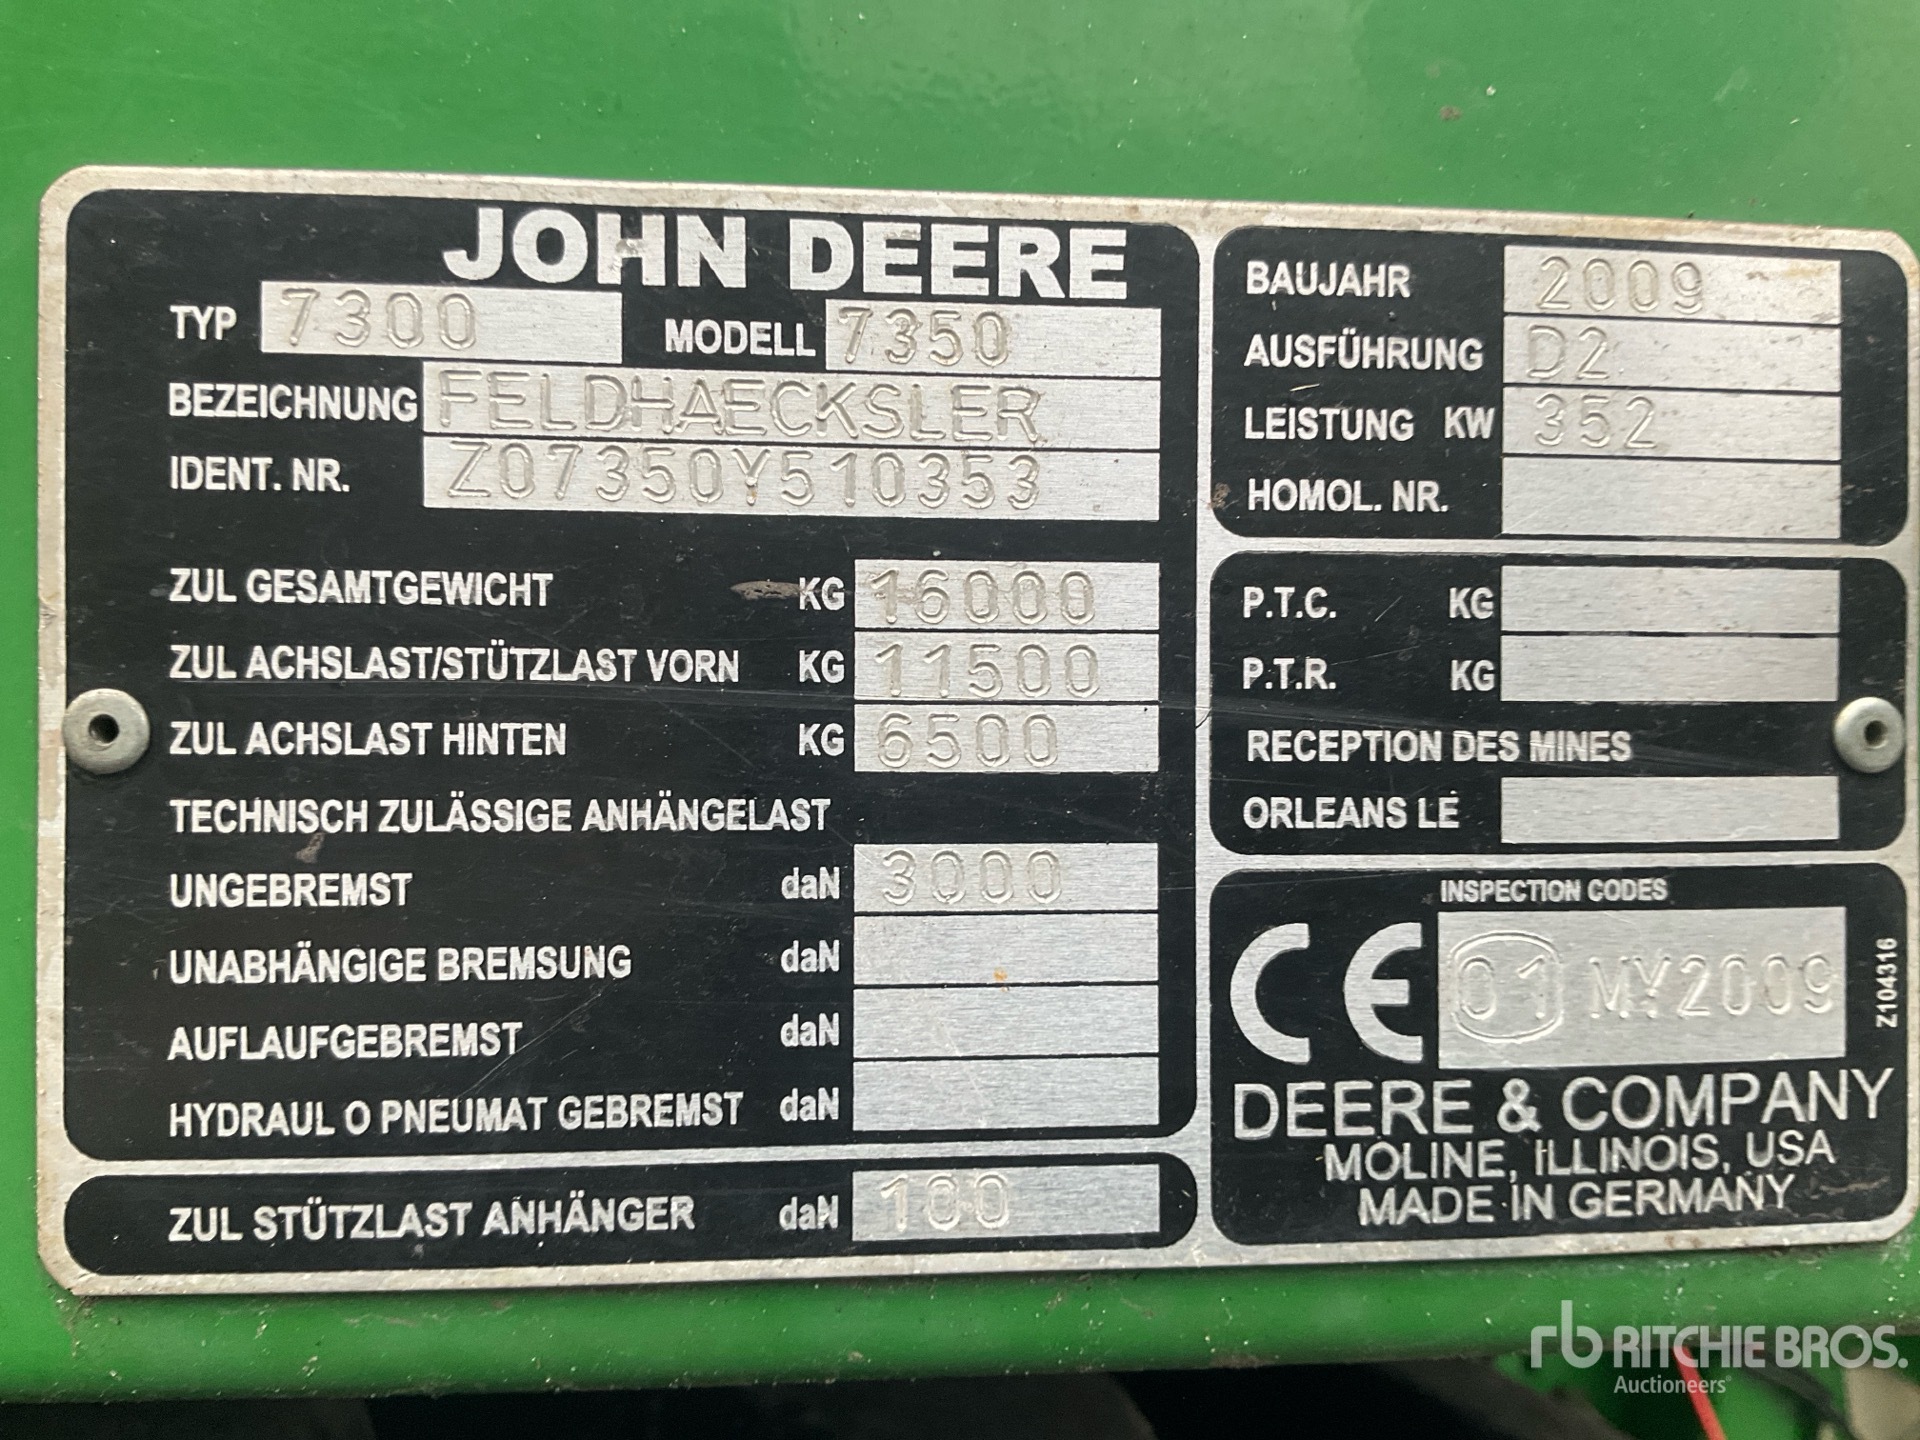 JOHN DEERE
TYP 7300 MODELL 7350
BEZEICHNUNG FELDHAECKSLER
IDENT. NR. Z07350Y510353
ZUL GESAMTGEWICHT KG 16000
ZUL ACHSLAST/STÜTZLAST VORN KG 11500
ZUL ACHSLAST HINTEN KG 6500
TECHNISCH ZULÄSSIGE ANHÄNGELAST
UNGEBREMST daN 3000
UNABHÄNGIGE BREMSUNG daN
AUFLAUFGEBREMST daN
HYDRAUL O PNEUMAT GEBREMST daN
ZUL STÜTZLAST ANHÄNGER daN 100
BAUJAHR 2009
AUSFÜHRUNG D2
LEISTUNG KW 352
HOMOL. NR.
P.T.C. KG
P.T.R. KG
RECEPTION DES MINES
ORLEANS LE
INSPECTION CODES
CE 01 MY2009
Z104316
DEERE & COMPANY
MOLINE, ILLINOIS, USA
MADE IN GERMANY
rb RITCHIE BROS.
Auctioneers